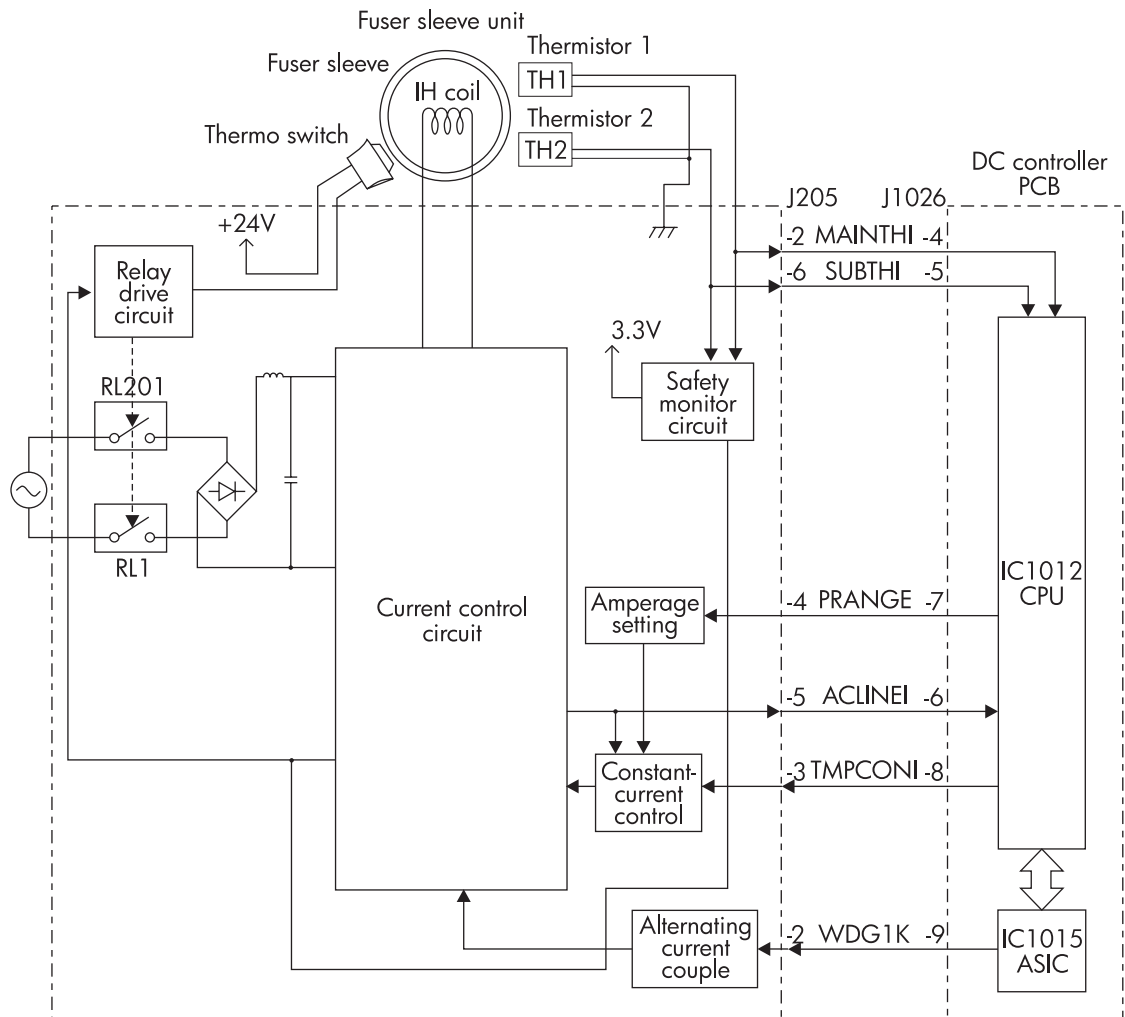 Fuser sleeve unit
Fuser sleeve
IH coil
Thermistor 1
TH1
Thermistor 2
TH2
Thermo switch
+24V
DC controller
PCB
J205 J1026
-2 MAINTHI -4
-6 SUBTHI -5
Relay
drive
circuit
3.3V
Safety
monitor
circuit
RL201
RL1
Current control
circuit
IC1012
CPU
Amperage
setting
-4 PRANGE -7
-5 ACLINEI -6
Constant-
current
control
-3 TMPCONI -8
Alternating
current
couple
-2 WDG1K -9
IC1015
ASIC